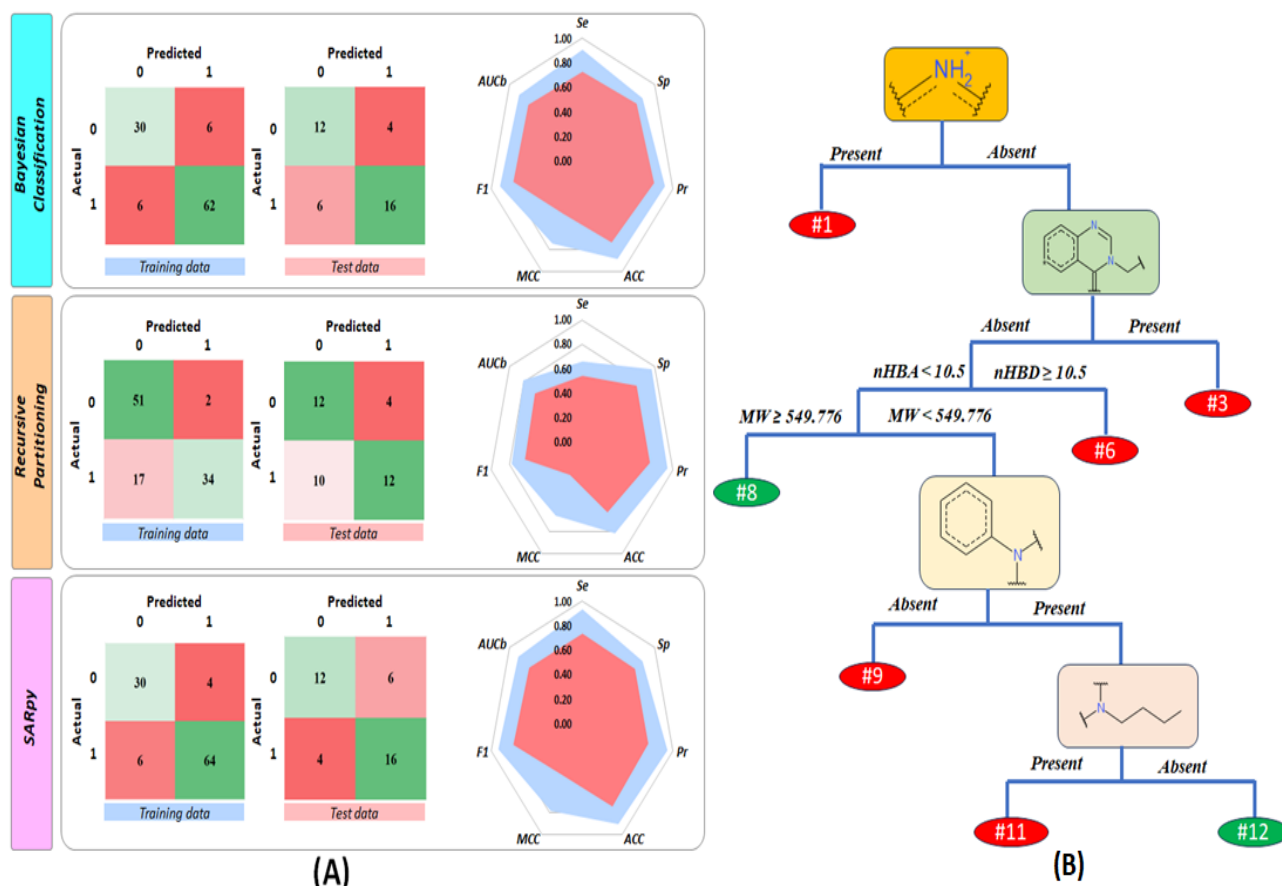 Bayesian
Classification
Predicted
0 1
Actual
0
1
30 6
6 62
Training data
Predicted
0 1
Actual
0
1
12 4
6 16
Test data
Se
Sp
Pr
ACC
MCC
F1
AUCb
1.00
0.80
0.60
0.40
0.20
0.00
Recursive
Partitioning
Predicted
0 1
Actual
0
1
51 2
17 34
Training data
Predicted
0 1
Actual
0
1
12 4
10 12
Test data
Se
Sp
Pr
ACC
MCC
F1
AUCb
1.00
0.80
0.60
0.40
0.20
0.00
SARpy
Predicted
0 1
Actual
0
1
30 4
6 64
Training data
Predicted
0 1
Actual
0
1
12 6
4 16
Test data
Se
Sp
Pr
ACC
MCC
F1
AUCb
1.00
0.80
0.60
0.40
0.20
0.00
(A)
NH2*
Present Absent
#1
N
N
Absent Present
nHBA < 10.5 nHBD ≥ 10.5
#3
MW ≥ 549.776 MW < 549.776
#6
#8
N
Absent Present
#9
N
Present Absent
#11 #12
(B)